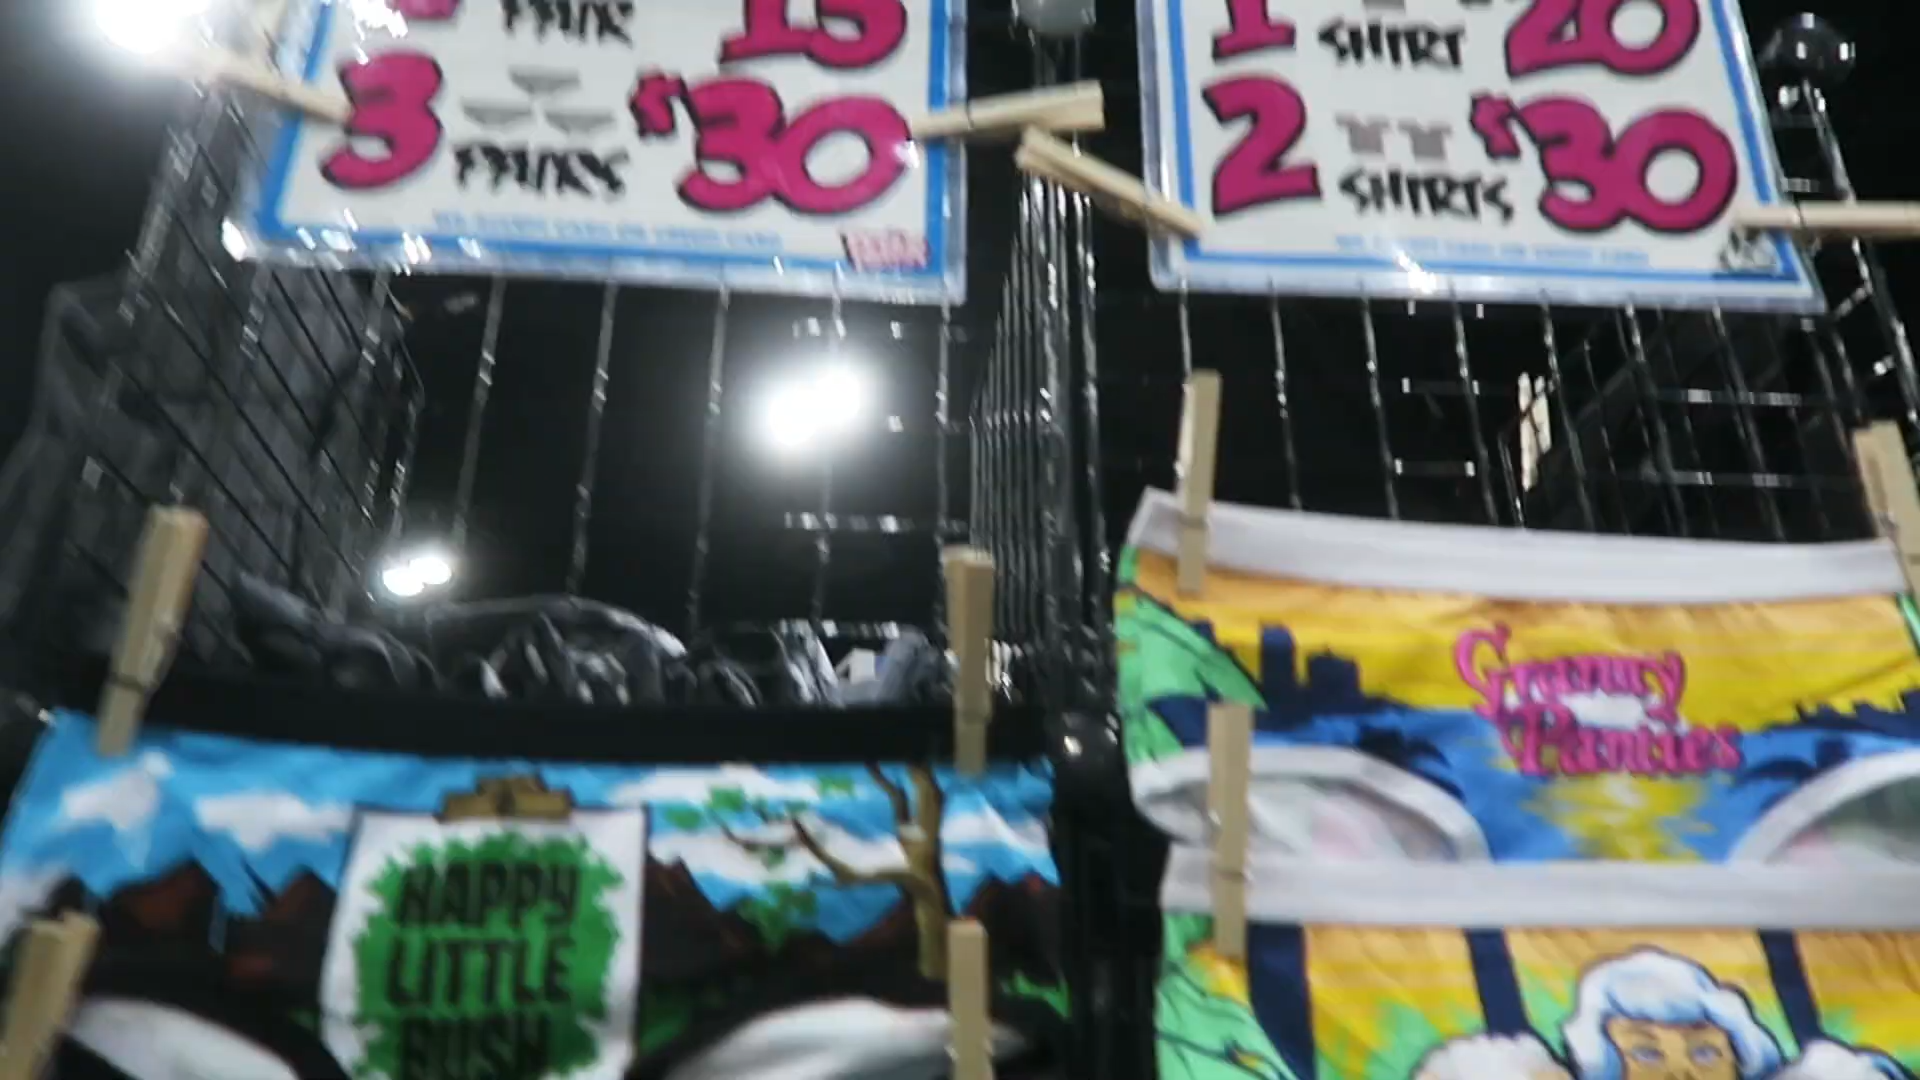 PAIR 15
3 PAIRS $30
1 SHIRT 20
2 SHIRTS $30
Granny
Panties
HAPPY
LITTLE
BUSH